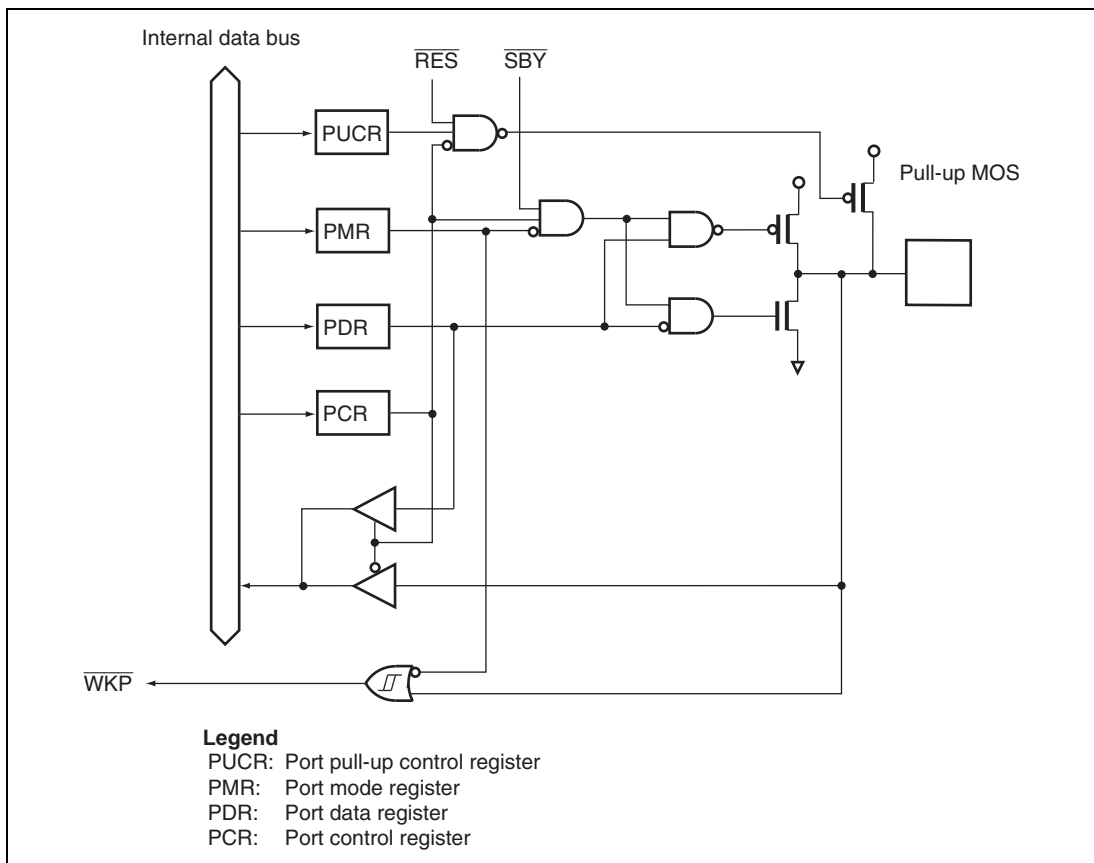 Internal data bus
RES
SBY
PUCR
Pull-up MOS
PMR
PDR
PCR
WKP
Legend
PUCR: Port pull-up control register
PMR: Port mode register
PDR: Port data register
PCR: Port control register